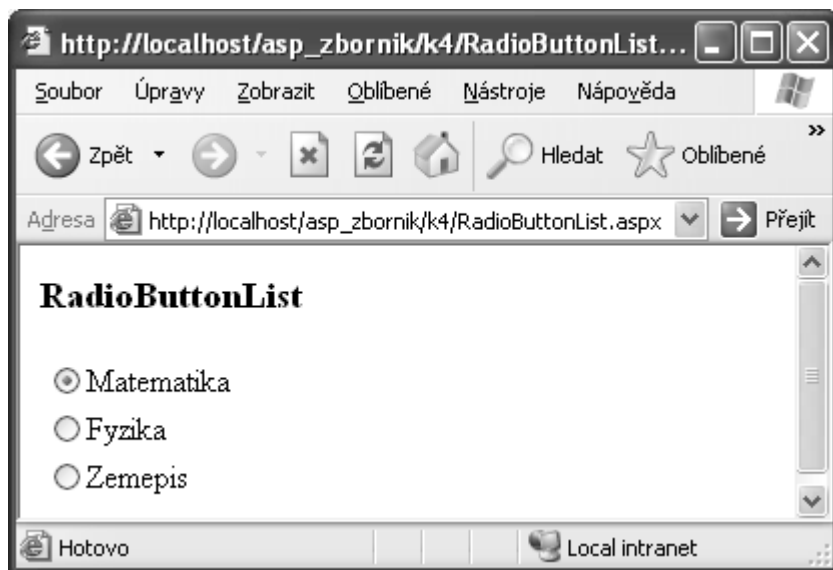 http://localhost/asp_zbornik/k4/RadioButtonList...
Soubor Úpravy Zobrazit Oblíbené Nástroje Nápověda
Zpět Hledat Oblíbené »
Adresa http://localhost/asp_zbornik/k4/RadioButtonList.aspx Přejít
RadioButtonList
Matematika
Fyzika
Zemepis
Hotovo Local intranet